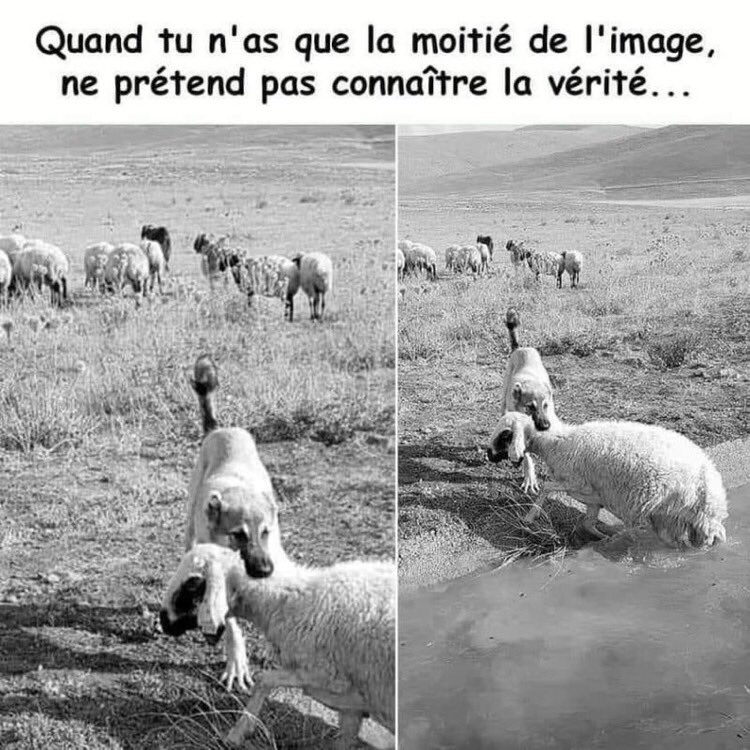 Quand tu n'as que la moitié de l'image,
ne prétend pas connaître la vérité...